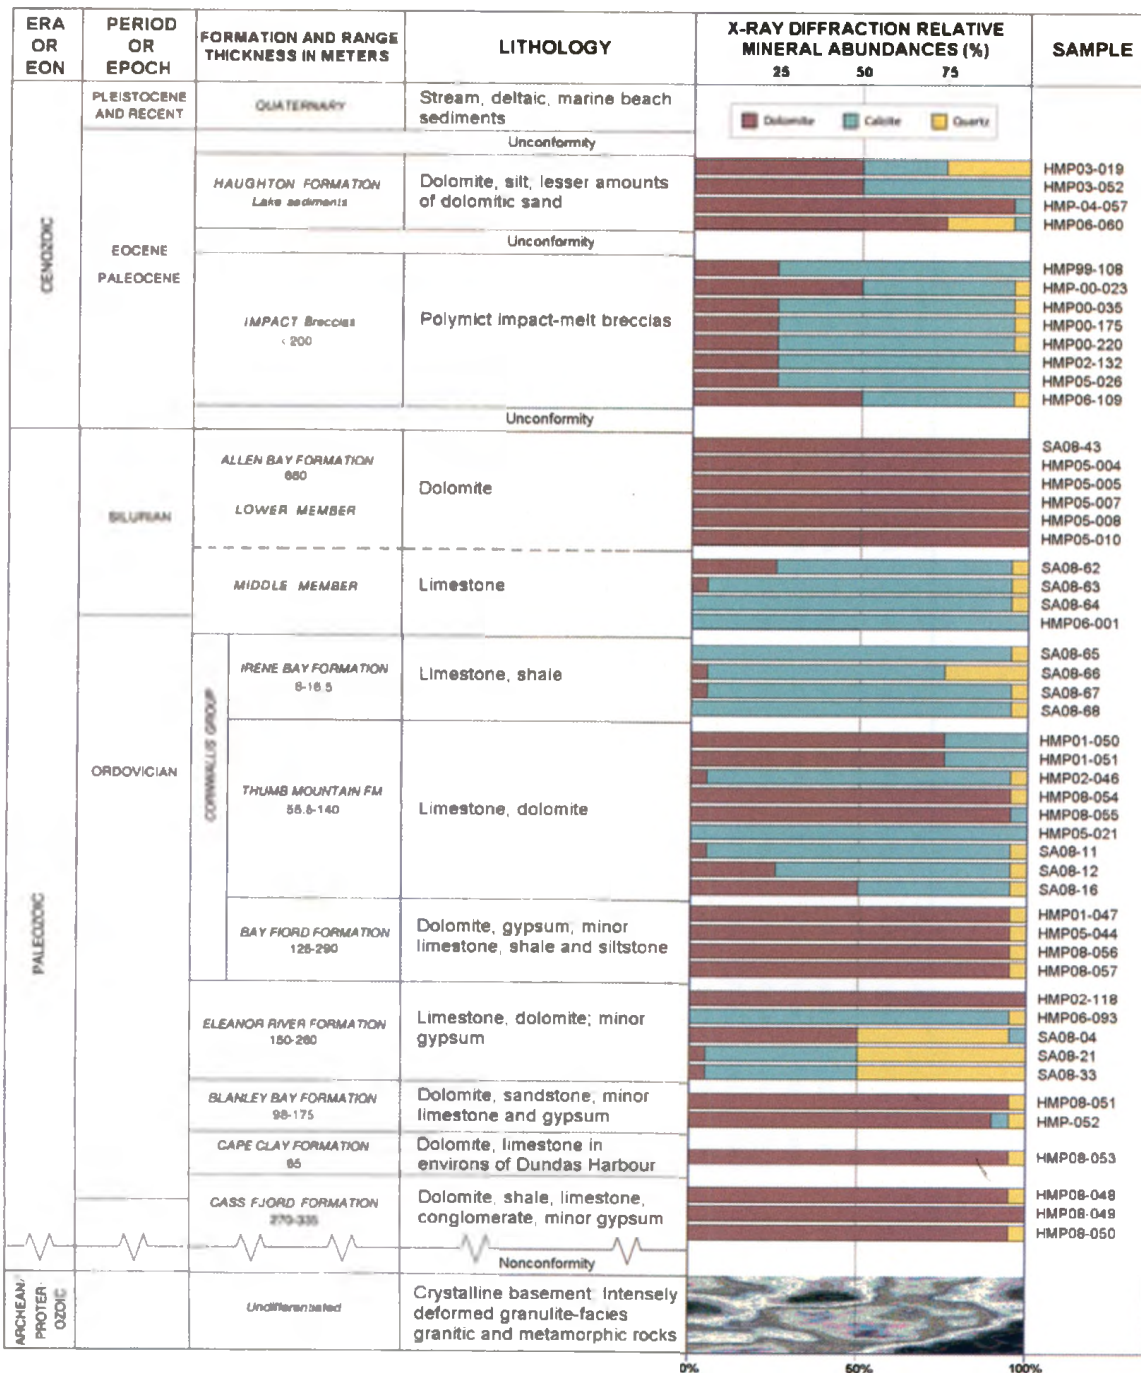 ERA
OR
EON
PERIOD
OR
EPOCH
FORMATION AND RANGE
THICKNESS IN METERS
LITHOLOGY
X-RAY DIFFRACTION RELATIVE
MINERAL ABUNDANCES (%)
25 50 75
SAMPLE
CENOZOIC
PLEISTOCENE
AND RECENT
QUATERNARY
Stream, deltaic, marine beach
sediments
Dolomite Calcite Quartz
Unconformity
EOCENE
PALEOCENE
HAUGHTON FORMATION
Lake sediments
Dolomite, silt, lesser amounts
of dolomitic sand
HMP03-019
HMP03-052
HMP-04-057
HMP06-060
Unconformity
IMPACT Breccias
< 200
Polymict impact-melt breccias
HMP99-108
HMP-00-023
HMP00-035
HMP00-175
HMP00-220
HMP02-132
HMP05-026
HMP06-109
Unconformity
PALEOZOIC
SILURIAN
ALLEN BAY FORMATION
660
LOWER MEMBER
Dolomite
SA08-43
HMP05-004
HMP05-005
HMP05-007
HMP05-008
HMP05-010
MIDDLE MEMBER
Limestone
SA08-62
SA08-63
SA08-64
HMP06-001
ORDOVICIAN
CORNWALLIS GROUP
IRENE BAY FORMATION
8-16.5
Limestone, shale
SA08-65
SA08-66
SA08-67
SA08-68
THUMB MOUNTAIN FM
55.5-140
Limestone, dolomite
HMP01-050
HMP01-051
HMP02-046
HMP08-054
HMP08-055
HMP05-021
SA08-11
SA08-12
SA08-16
BAY FIORD FORMATION
126-290
Dolomite, gypsum; minor
limestone, shale and siltstone
HMP01-047
HMP05-044
HMP08-056
HMP08-057
ELEANOR RIVER FORMATION
150-260
Limestone, dolomite; minor
gypsum
HMP02-118
HMP06-093
SA08-04
SA08-21
SA08-33
BLANLEY BAY FORMATION
98-175
Dolomite, sandstone; minor
limestone and gypsum
HMP08-051
HMP-052
CAPE CLAY FORMATION
65
Dolomite, limestone in
environs of Dundas Harbour
HMP08-053
CASS FJORD FORMATION
270-335
Dolomite, shale, limestone,
conglomerate, minor gypsum
HMP08-048
HMP08-049
HMP08-050
Nonconformity
ARCHEAN/
PROTER
OZOIC
Undifferentiated
Crystalline basement Intensely
deformed granulite-facies
granitic and metamorphic rocks
0% 50% 100%